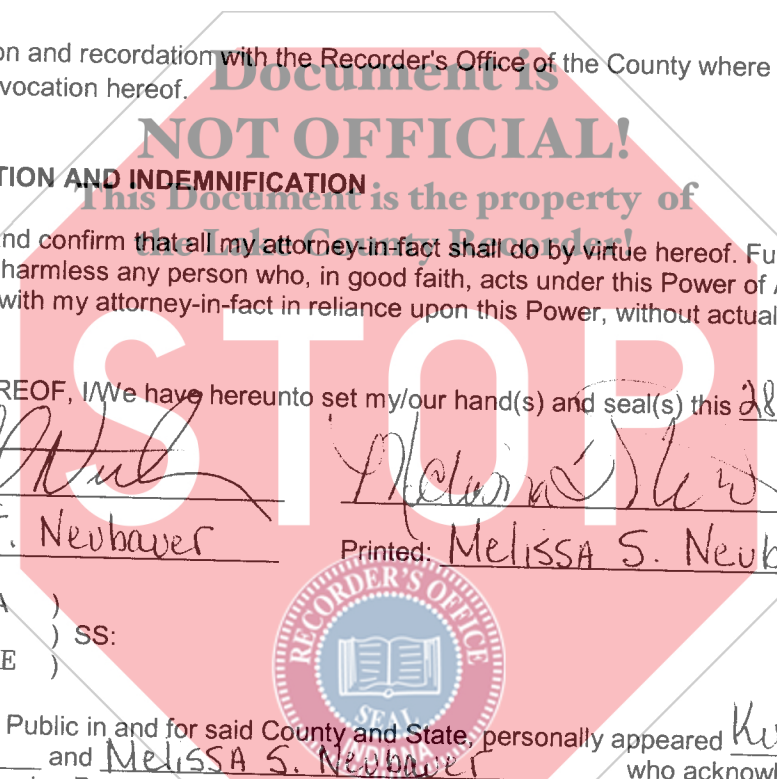 on and recordation with the Recorder's Office of the County where
vocation hereof.
Document is
NOT OFFICIAL!
TION AND INDEMNIFICATION
This Document is the property of
the Lake County Recorder!
nd confirm that all my attorney-in-fact shall do by virtue hereof. Fu
harmless any person who, in good faith, acts under this Power of A
with my attorney-in-fact in reliance upon this Power, without actual
STOP
REOF, I/We have hereunto set my/our hand(s) and seal(s) this 28
F. Neubauer
Printed: Melissa S. Neub
A )
) SS:
E )
RECORDER'S OFFICE
SEAL
INDIANA
Public in and for said County and State, personally appeared
and Melissa S. Neubauer
who acknowl